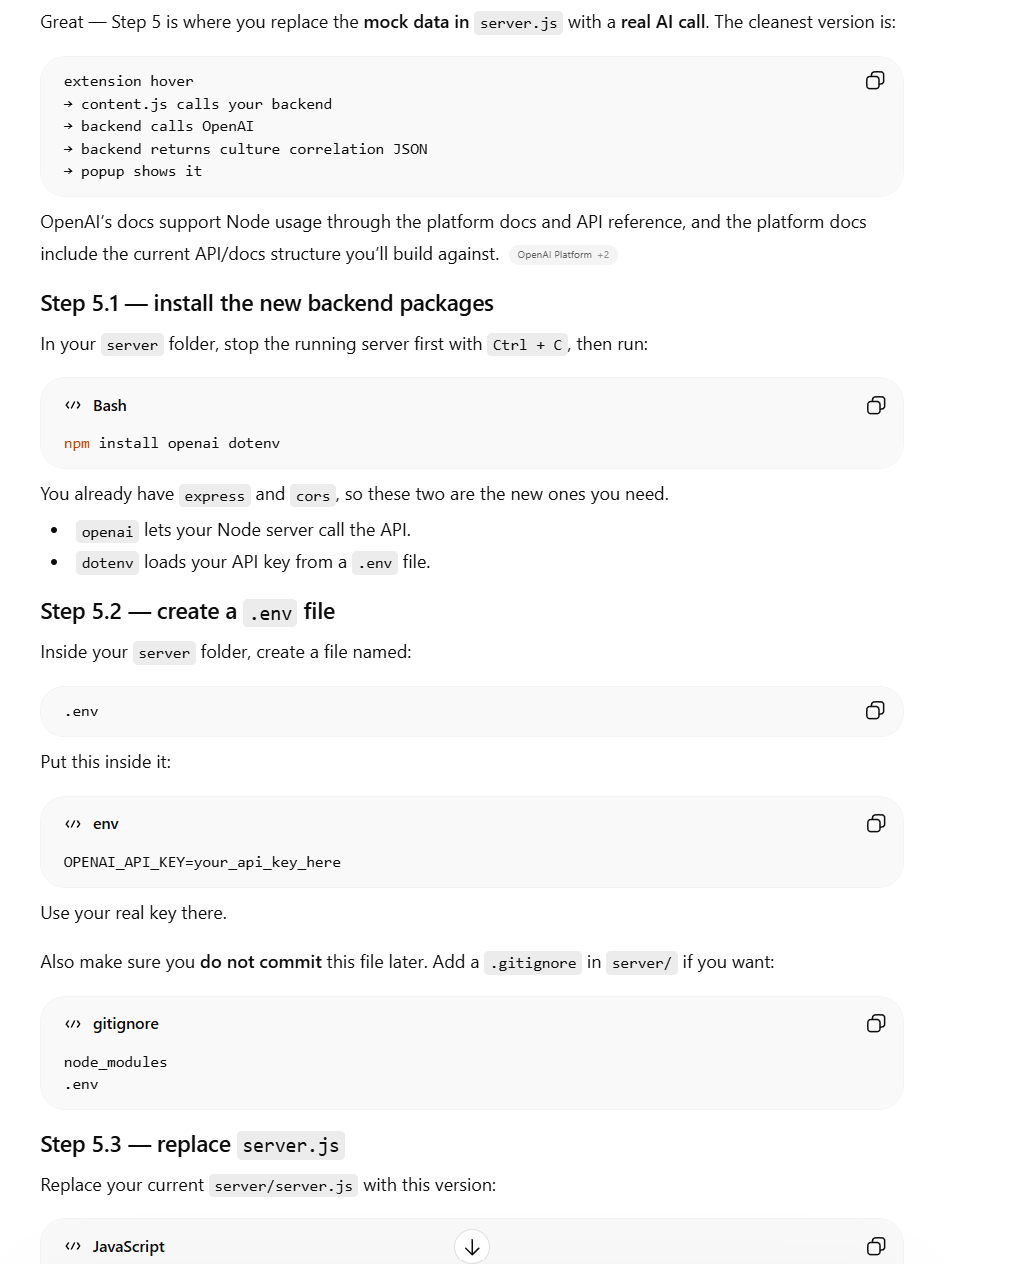 Great — Step 5 is where you replace the mock data in server.js with a real AI call. The cleanest version is:
extension hover
→ content.js calls your backend
→ backend calls OpenAI
→ backend returns culture correlation JSON
→ popup shows it
OpenAI’s docs support Node usage through the platform docs and API reference, and the platform docs
include the current API/docs structure you’ll build against. OpenAI Platform +2
Step 5.1 — install the new backend packages
In your server folder, stop the running server first with Ctrl + C, then run:
Bash
npm install openai dotenv
You already have express and cors, so these two are the new ones you need.
• openai lets your Node server call the API.
• dotenv loads your API key from a .env file.
Step 5.2 — create a .env file
Inside your server folder, create a file named:
.env
Put this inside it:
env
OPENAI_API_KEY=your_api_key_here
Use your real key there.
Also make sure you do not commit this file later. Add a .gitignore in server/ if you want:
gitignore
node_modules
.env
Step 5.3 — replace server.js
Replace your current server/server.js with this version:
JavaScript